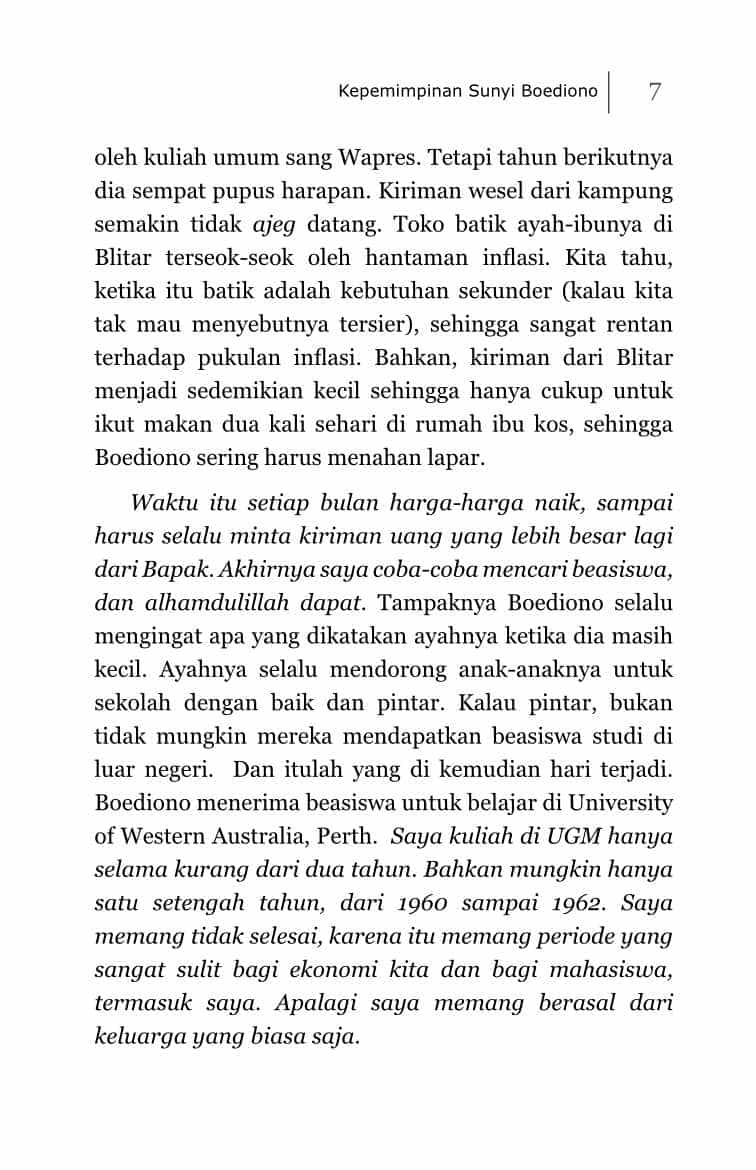 Kepemimpinan Sunyi Boediono 7
oleh kuliah umum sang Wapres. Tetapi tahun berikutnya
dia sempat pupus harapan. Kiriman wesel dari kampung
semakin tidak ajeg datang. Toko batik ayah-ibunya di
Blitar terseok-seok oleh hantaman inflasi. Kita tahu,
ketika itu batik adalah kebutuhan sekunder (kalau kita
tak mau menyebutnya tersier), sehingga sangat rentan
terhadap pukulan inflasi. Bahkan, kiriman dari Blitar
menjadi sedemikian kecil sehingga hanya cukup untuk
ikut makan dua kali sehari di rumah ibu kos, sehingga
Boediono sering harus menahan lapar.
Waktu itu setiap bulan harga-harga naik, sampai
harus selalu minta kiriman uang yang lebih besar lagi
dari Bapak. Akhirnya saya coba-coba mencari beasiswa,
dan alhamdulillah dapat. Tampaknya Boediono selalu
mengingat apa yang dikatakan ayahnya ketika dia masih
kecil. Ayahnya selalu mendorong anak-anaknya untuk
sekolah dengan baik dan pintar. Kalau pintar, bukan
tidak mungkin mereka mendapatkan beasiswa studi di
luar negeri. Dan itulah yang di kemudian hari terjadi.
Boediono menerima beasiswa untuk belajar di University
of Western Australia, Perth. Saya kuliah di UGM hanya
selama kurang dari dua tahun. Bahkan mungkin hanya
satu setengah tahun, dari 1960 sampai 1962. Saya
memang tidak selesai, karena itu memang periode yang
sangat sulit bagi ekonomi kita dan bagi mahasiswa,
termasuk saya. Apalagi saya memang berasal dari
keluarga yang biasa saja.